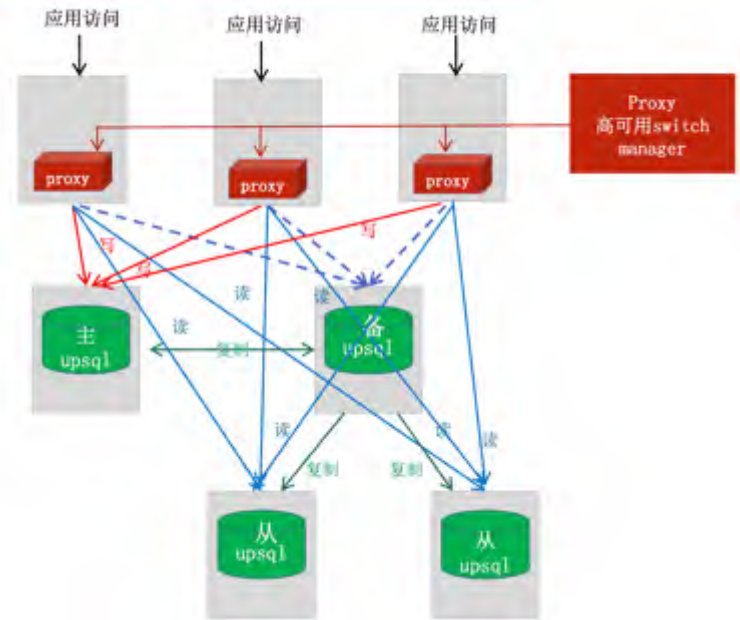 应用访问
应用访问
应用访问
Proxy
高可用switch
manager
proxy
proxy
proxy
写
写
写
读
读
读
主
upsql
复制
备
upsql
读
读
读
复制
复制
从
upsql
从
upsql